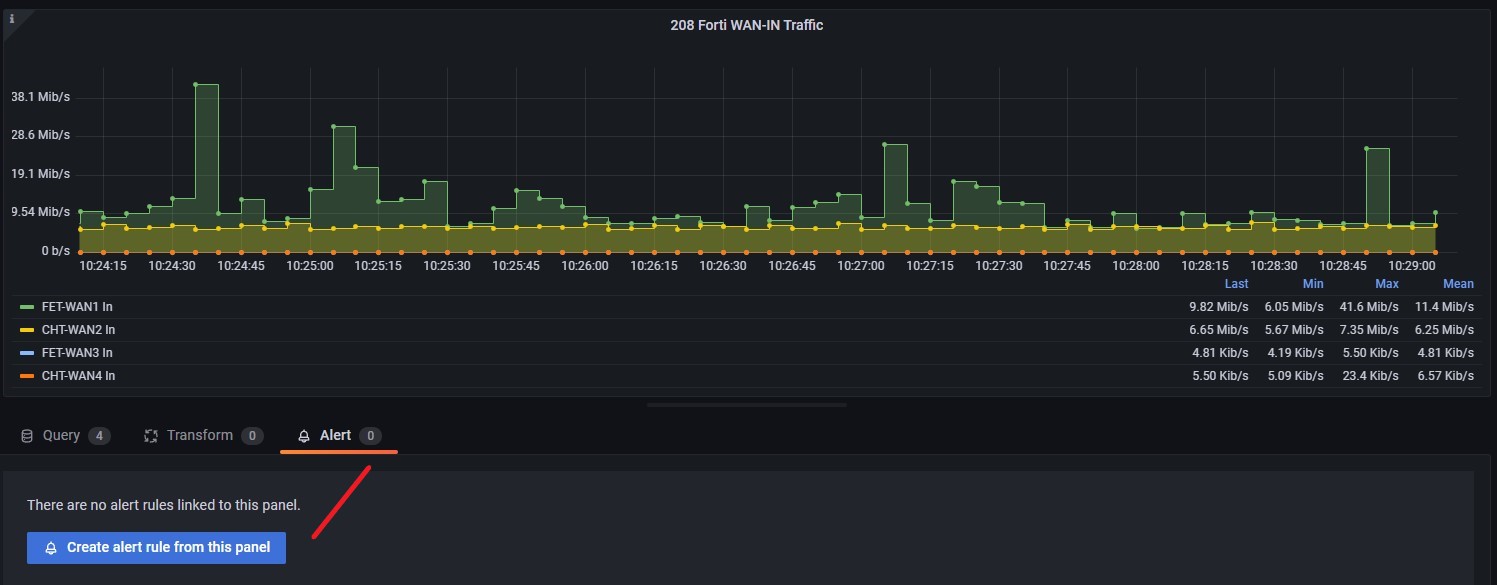 i
208 Forti WAN-IN Traffic
38.1 Mib/s
28.6 Mib/s
19.1 Mib/s
9.54 Mib/s
0 b/s
10:24:15 10:24:30 10:24:45 10:25:00 10:25:15 10:25:30 10:25:45 10:26:00 10:26:15 10:26:30 10:26:45 10:27:00 10:27:15 10:27:30 10:27:45 10:28:00 10:28:15 10:28:30 10:28:45 10:29:00
Last Min Max Mean
FET-WAN1 In 9.82 Mib/s 6.05 Mib/s 41.6 Mib/s 11.4 Mib/s
CHT-WAN2 In 6.65 Mib/s 5.67 Mib/s 7.35 Mib/s 6.25 Mib/s
FET-WAN3 In 4.81 Kib/s 4.19 Kib/s 5.50 Kib/s 4.81 Kib/s
CHT-WAN4 In 5.50 Kib/s 5.09 Kib/s 23.4 Kib/s 6.57 Kib/s
Query 4 Transform 0 Alert 0
There are no alert rules linked to this panel.
Create alert rule from this panel